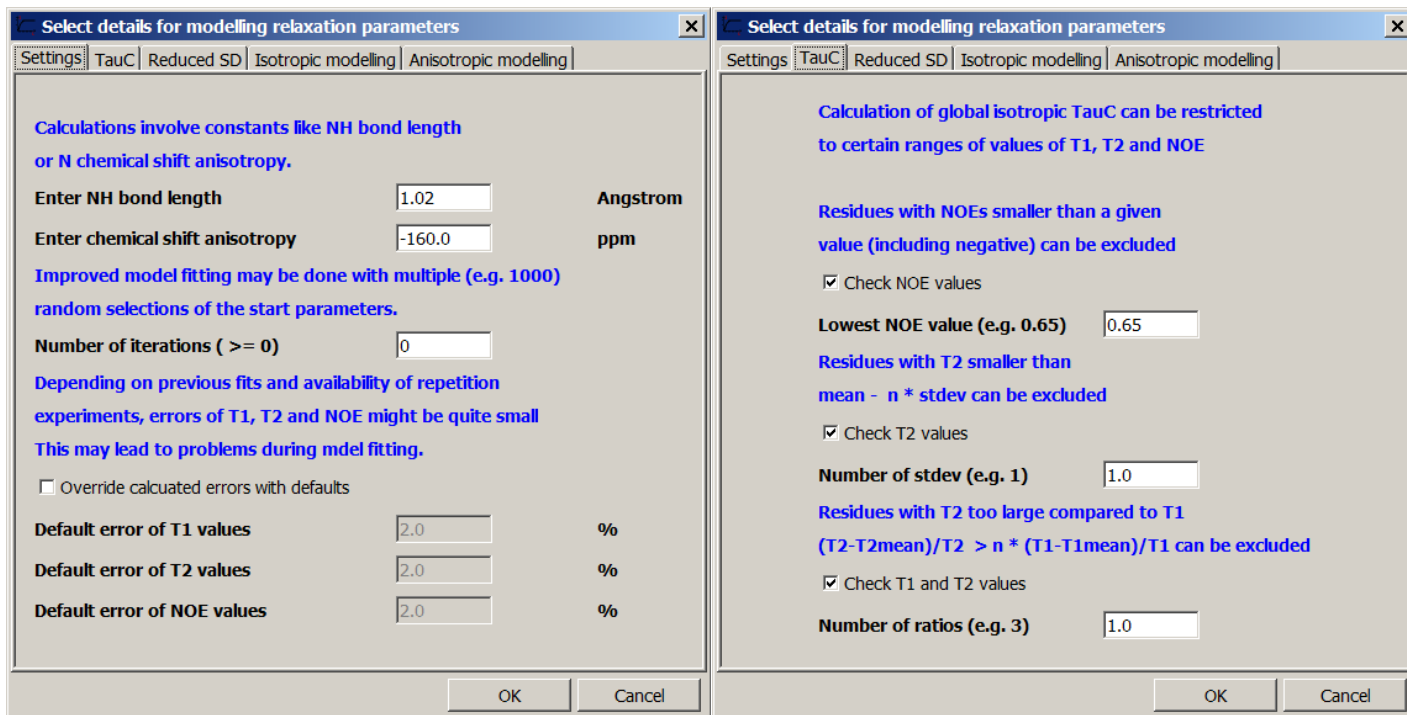 Select details for modelling relaxation parameters
Settings TauC Reduced SD Isotropic modelling Anisotropic modelling
Calculations involve constants like NH bond length
or N chemical shift anisotropy.
Enter NH bond length 1.02 Angstrom
Enter chemical shift anisotropy -160.0 ppm
Improved model fitting may be done with multiple (e.g. 1000)
random selections of the start parameters.
Number of iterations ( >= 0) 0
Depending on previous fits and availability of repetition
experiments, errors of T1, T2 and NOE might be quite small
This may lead to problems during mdel fitting.
Override calcuated errors with defaults
Default error of T1 values 2.0 %
Default error of T2 values 2.0 %
Default error of NOE values 2.0 %
OK Cancel
Select details for modelling relaxation parameters
Settings TauC Reduced SD Isotropic modelling Anisotropic modelling
Calculation of global isotropic TauC can be restricted
to certain ranges of values of T1, T2 and NOE
Residues with NOEs smaller than a given
value (including negative) can be excluded
Check NOE values
Lowest NOE value (e.g. 0.65) 0.65
Residues with T2 smaller than
mean - n * stdev can be excluded
Check T2 values
Number of stdev (e.g. 1) 1.0
Residues with T2 too large compared to T1
(T2-T2mean)/T2 > n * (T1-T1mean)/T1 can be excluded
Check T1 and T2 values
Number of ratios (e.g. 3) 1.0
OK Cancel